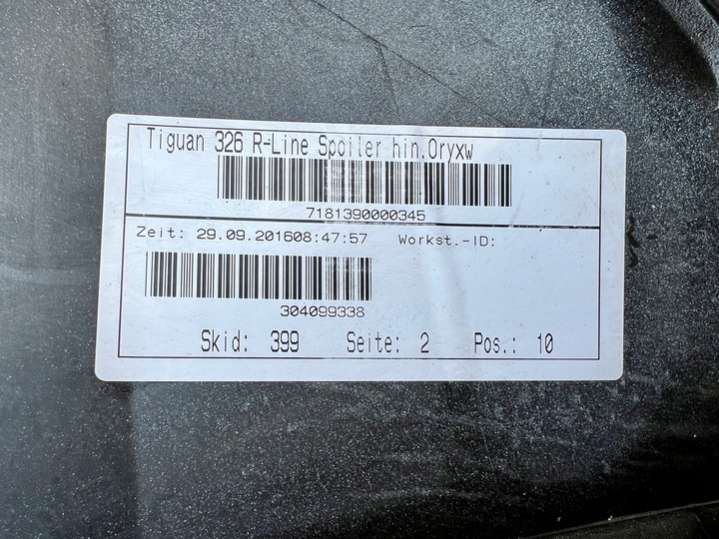 Tiguan 326 R-Line Spoiler hin.Oryxw
7181390000345
Zeit: 29.09.201608:47:57 Workst.-ID:
304099338
Skid: 399 Seite: 2 Pos.: 10